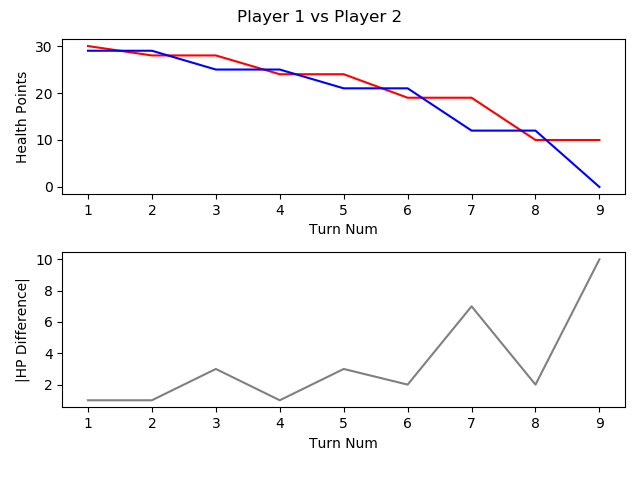 Player 1 vs Player 2
30
20
10
0
Health Points
1 2 3 4 5 6 7 8 9
Turn Num
10
8
6
4
2
|HP Difference|
1 2 3 4 5 6 7 8 9
Turn Num